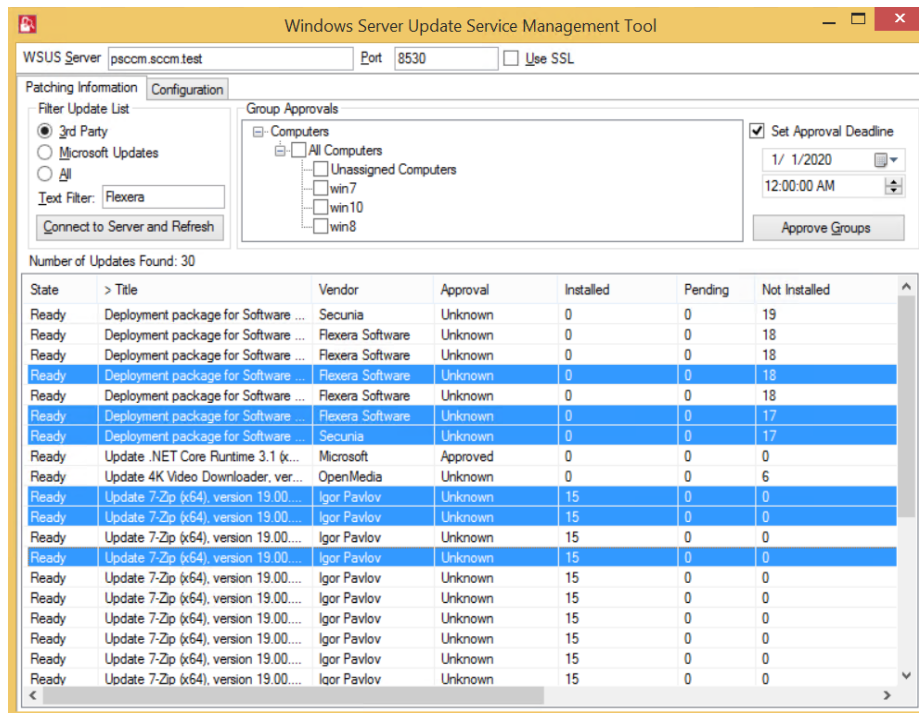 Windows Server Update Service Management Tool
WSUS Server psccm.sccm.test Port 8530 Use SSL
Patching Information Configuration
Filter Update List
3rd Party
Microsoft Updates
All
Text Filter: Flexera
Connect to Server and Refresh
Group Approvals
Computers
All Computers
Unassigned Computers
win7
win10
win8
Set Approval Deadline
1/ 1/2020
12:00:00 AM
Approve Groups
Number of Updates Found: 30
State > Title Vendor Approval Installed Pending Not Installed
Ready Deployment package for Software ... Secunia Unknown 0 0 19
Ready Deployment package for Software ... Flexera Software Unknown 0 0 18
Ready Deployment package for Software ... Flexera Software Unknown 0 0 18
Ready Deployment package for Software ... Flexera Software Unknown 0 0 18
Ready Deployment package for Software ... Flexera Software Unknown 0 0 18
Ready Deployment package for Software ... Flexera Software Unknown 0 0 17
Ready Deployment package for Software ... Secunia Unknown 0 0 17
Ready Update .NET Core Runtime 3.1 (x... Microsoft Approved 0 0 0
Ready Update 4K Video Downloader, ver... OpenMedia Unknown 0 0 6
Ready Update 7-Zip (x64), version 19.00.... Igor Pavlov Unknown 15 0 0
Ready Update 7-Zip (x64), version 19.00.... Igor Pavlov Unknown 15 0 0
Ready Update 7-Zip (x64), version 19.00.... Igor Pavlov Unknown 15 0 0
Ready Update 7-Zip (x64), version 19.00.... Igor Pavlov Unknown 15 0 0
Ready Update 7-Zip (x64), version 19.00.... Igor Pavlov Unknown 15 0 0
Ready Update 7-Zip (x64), version 19.00.... Igor Pavlov Unknown 15 0 0
Ready Update 7-Zip (x64), version 19.00.... Igor Pavlov Unknown 15 0 0
Ready Update 7-Zip (x64), version 19.00.... Igor Pavlov Unknown 15 0 0
Ready Update 7-Zip (x64), version 19.00.... Igor Pavlov Unknown 15 0 0
Ready Update 7-Zip (x64), version 19.00.... Igor Pavlov Unknown 15 0 0